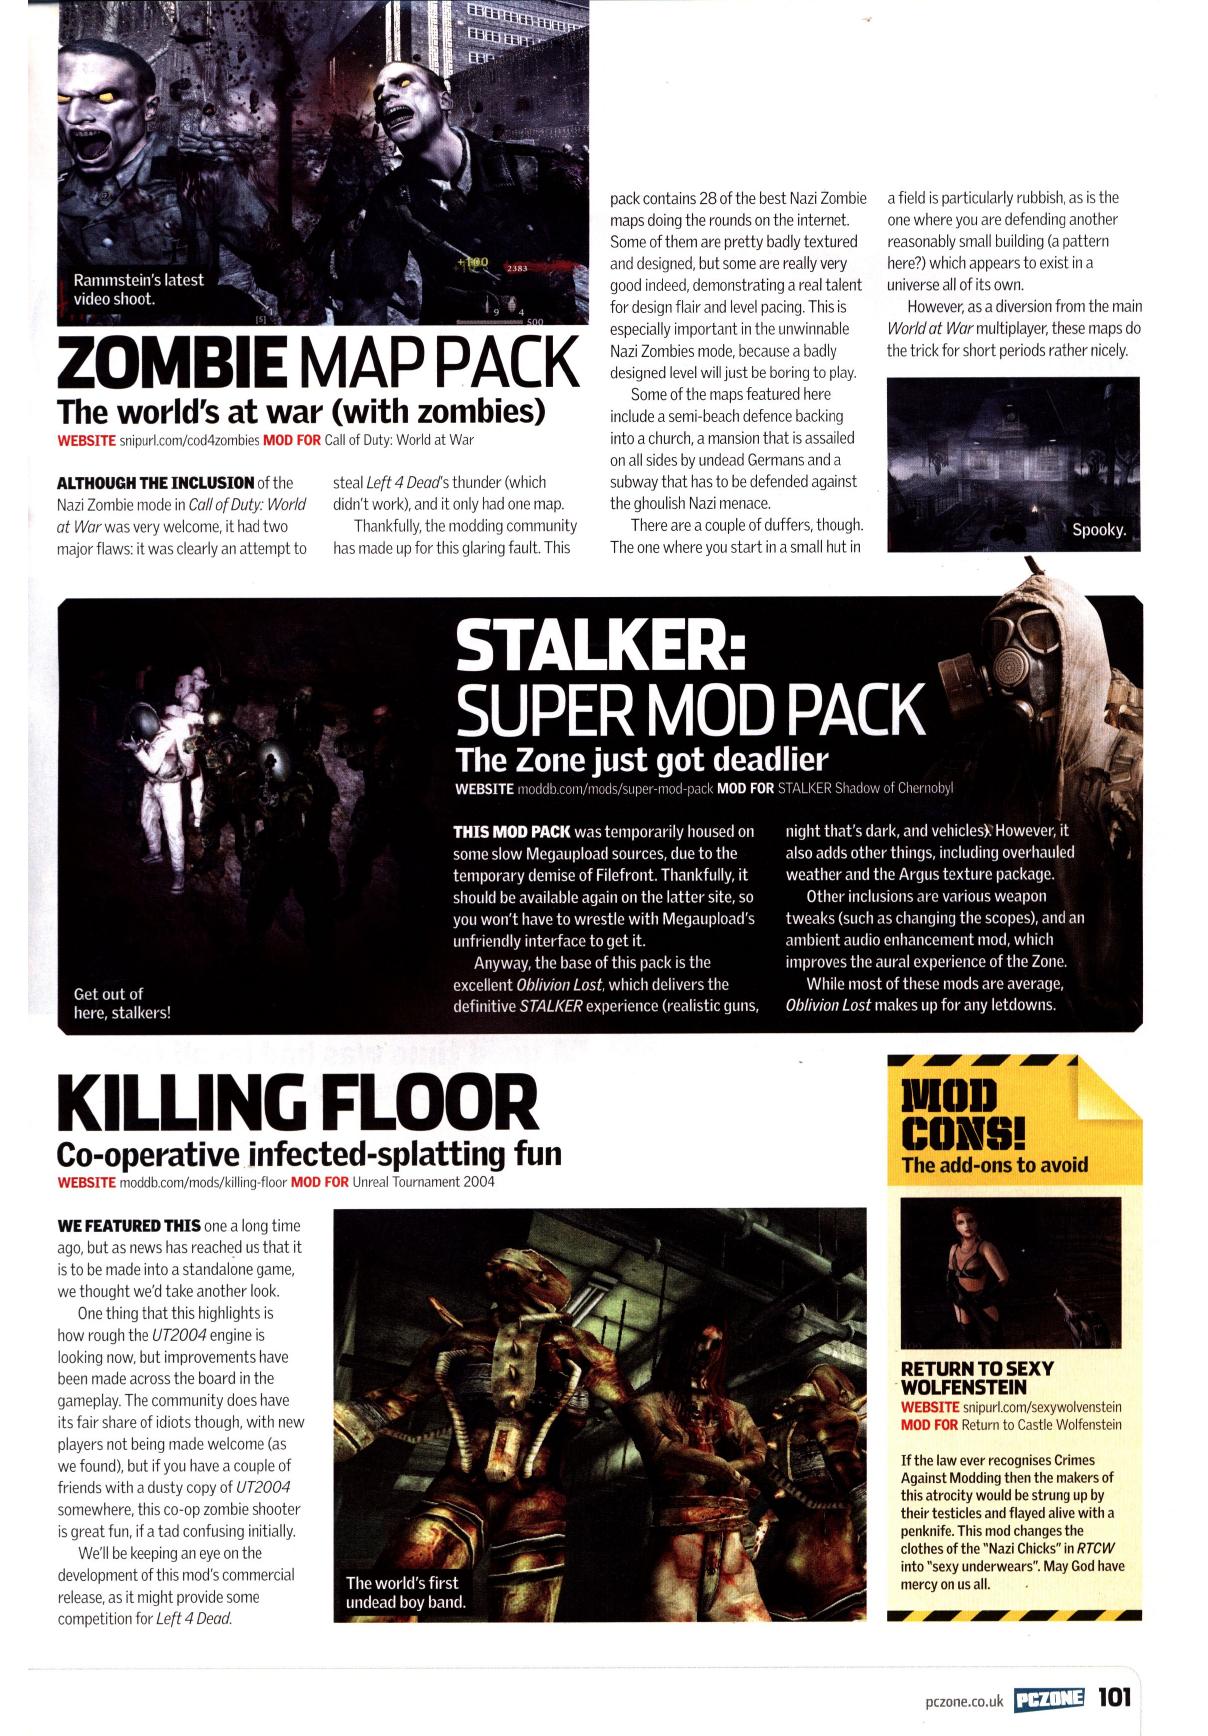 +100
2383
9
4
[5]
500
Rammstein's latest
video shoot.
ZOMBIE MAP PACK
The world's at war (with zombies)
WEBSITE snipurl.com/cod4zombies MOD FOR Call of Duty: World at War
ALTHOUGH THE INCLUSION of the
Nazi Zombie mode in Call of Duty: World
at War was very welcome, it had two
major flaws: it was clearly an attempt to
steal Left 4 Dead's thunder (which
didn't work), and it only had one map.
Thankfully, the modding community
has made up for this glaring fault. This
pack contains 28 of the best Nazi Zombie
maps doing the rounds on the internet.
Some of them are pretty badly textured
and designed, but some are really very
good indeed, demonstrating a real talent
for design flair and level pacing. This is
especially important in the unwinnable
Nazi Zombies mode, because a badly
designed level will just be boring to play.
Some of the maps featured here
include a semi-beach defence backing
into a church, a mansion that is assailed
on all sides by undead Germans and a
subway that has to be defended against
the ghoulish Nazi menace.
There are a couple of duffers, though.
The one where you start in a small hut in
a field is particularly rubbish, as is the
one where you are defending another
reasonably small building (a pattern
here?) which appears to exist in a
universe all of its own.
However, as a diversion from the main
World at War multiplayer, these maps do
the trick for short periods rather nicely.
Spooky.
STALKER:
SUPER MOD PACK
The Zone just got deadlier
WEBSITE moddb.com/mods/super-mod-pack MOD FOR STALKER Shadow of Chernobyl
THIS MOD PACK was temporarily housed on
some slow Megaupload sources, due to the
temporary demise of Filefront. Thankfully, it
should be available again on the latter site, so
you won't have to wrestle with Megaupload's
unfriendly interface to get it.
Anyway, the base of this pack is the
excellent Oblivion Lost, which delivers the
definitive STALKER experience (realistic guns,
night that's dark, and vehicles). However, it
also adds other things, including overhauled
weather and the Argus texture package.
Other inclusions are various weapon
tweaks (such as changing the scopes), and an
ambient audio enhancement mod, which
improves the aural experience of the Zone.
While most of these mods are average,
Oblivion Lost makes up for any letdowns.
Get out of
here, stalkers!
KILLING FLOOR
Co-operative infected-splatting fun
WEBSITE moddb.com/mods/killing-floor MOD FOR Unreal Tournament 2004
WE FEATURED THIS one a long time
ago, but as news has reached us that it
is to be made into a standalone game,
we thought we'd take another look.
One thing that this highlights is
how rough the UT2004 engine is
looking now, but improvements have
been made across the board in the
gameplay. The community does have
its fair share of idiots though, with new
players not being made welcome (as
we found), but if you have a couple of
friends with a dusty copy of UT2004
somewhere, this co-op zombie shooter
is great fun, if a tad confusing initially.
We'll be keeping an eye on the
development of this mod's commercial
release, as it might provide some
competition for Left 4 Dead.
The world's first
undead boy band.
MOD
CONS!
The add-ons to avoid
RETURN TO SEXY
WOLFENSTEIN
WEBSITE snipurl.com/sexywolvenstein
MOD FOR Return to Castle Wolfenstein
If the law ever recognises Crimes
Against Modding then the makers of
this atrocity would be strung up by
their testicles and flayed alive with a
penknife. This mod changes the
clothes of the "Nazi Chicks" in RTCW
into "sexy underwears". May God have
mercy on us all.
pczone.co.uk PCZONE 101